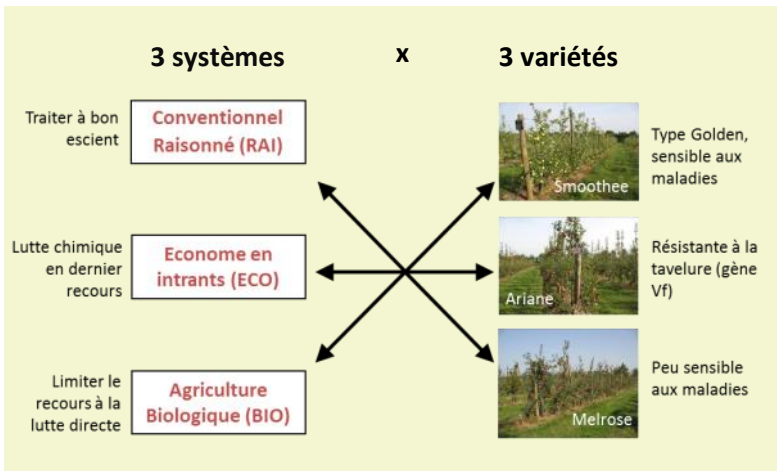 3 systèmes x 3 variétés
Traiter à bon
escient
Conventionnel
Raisonné (RAI)
Smoothee
Type Golden,
sensible aux
maladies
Lutte chimique
en dernier
recours
Econome en
intrants (ECO)
Ariane
Résistante à la
tavelure (gène
Vf)
Limiter le
recours à la
lutte directe
Agriculture
Biologique (BIO)
Melrose
Peu sensible
aux maladies